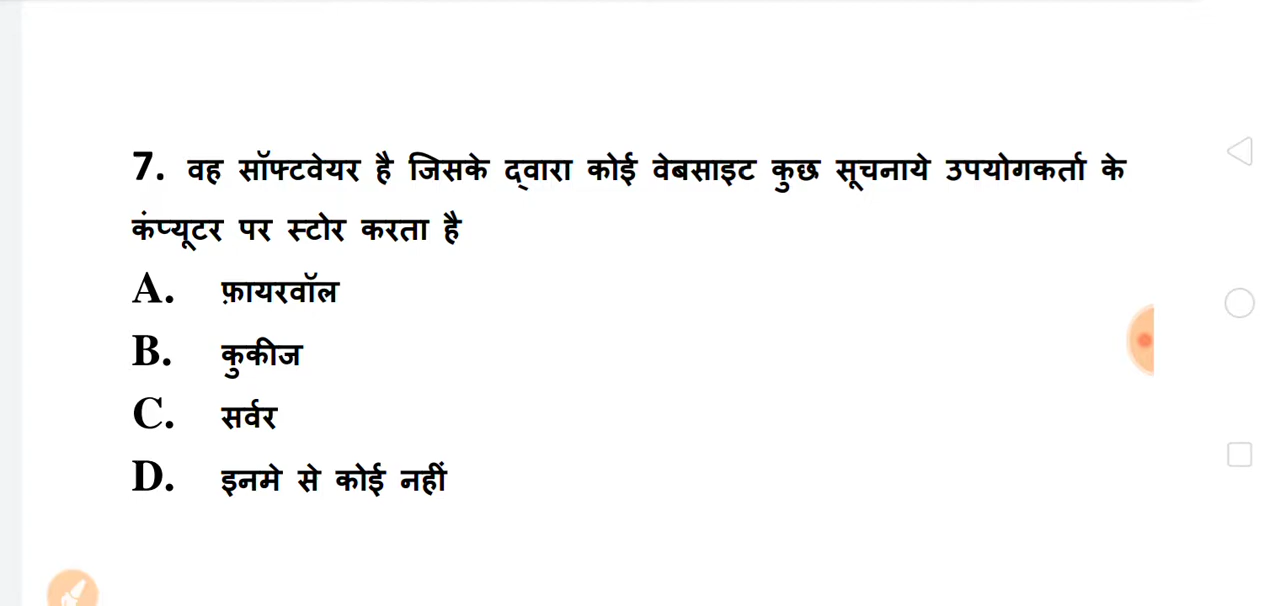 7. वह सॉफ्टवेयर है जिसके द्वारा कोई वेबसाइट कुछ सूचनाये उपयोगकर्ता के
कंप्यूटर पर स्टोर करता है
A. फ़ायरवॉल
B. कुकीज
C. सर्वर
D. इनमे से कोई नहीं